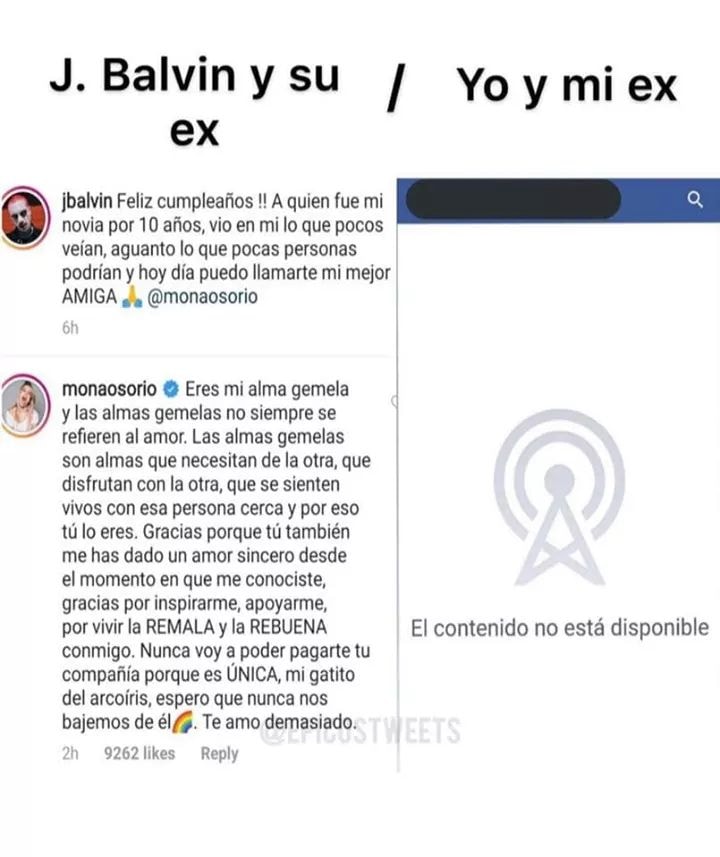 J. Balvin y su
ex
/
Yo y mi ex
jbalvin Feliz cumpleaños !! A quien fue mi
novia por 10 años, vio en mi lo que pocos
veían, aguanto lo que pocas personas
podrían y hoy día puedo llamarte mi mejor
AMIGA 🙏 @monaosorio
6h
monaosorio Eres mi alma gemela
y las almas gemelas no siempre se
refieren al amor. Las almas gemelas
son almas que necesitan de la otra, que
disfrutan con la otra, que se sienten
vivos con esa persona cerca y por eso
tú lo eres. Gracias porque tú también
me has dado un amor sincero desde
el momento en que me conociste,
gracias por inspirarme, apoyarme,
por vivir la REMALA y la REBUENA
conmigo. Nunca voy a poder pagarte tu
compañía porque es ÚNICA, mi gatito
del arcoíris, espero que nunca nos
bajemos de él🌈. Te amo demasiado.
2h 9262 likes Reply
El contenido no está disponible
@EPICUSTWEETS